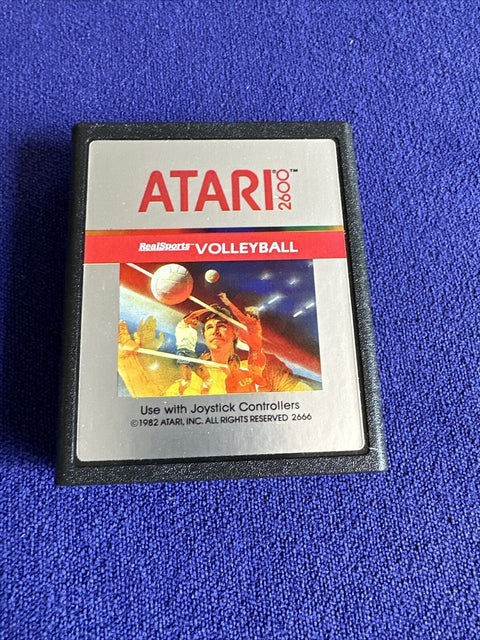 ATARI® 2600™
RealSports™ VOLLEYBALL
Use with Joystick Controllers
©1982 ATARI, INC. ALL RIGHTS RESERVED 2666